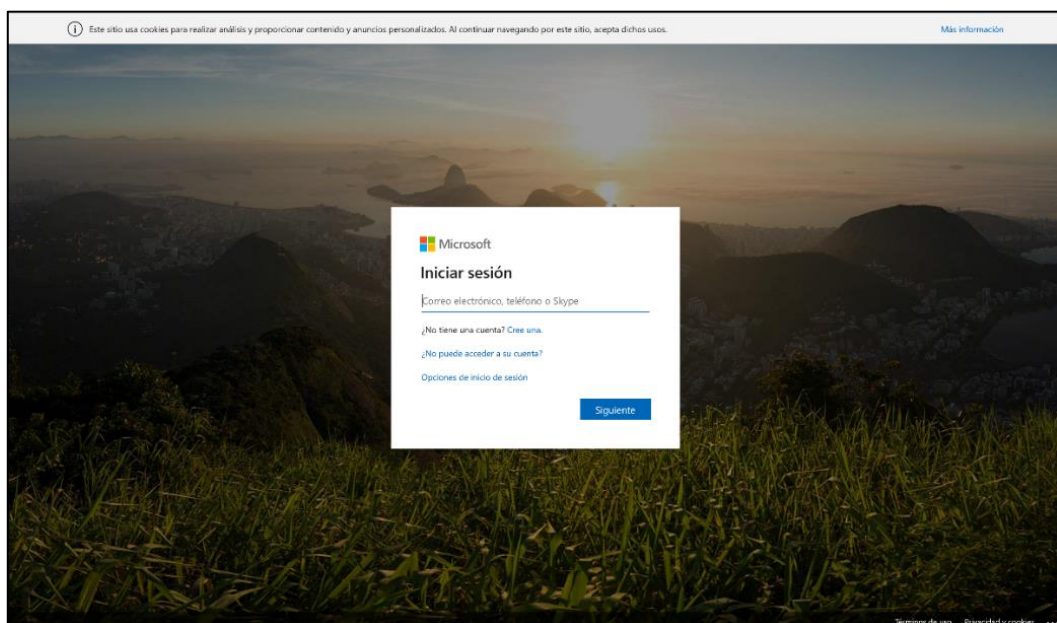 Este sitio usa cookies para realizar análisis y proporcionar contenido y anuncios personalizados. Al continuar navegando por este sitio, acepta dichos usos. Más información
Microsoft
Iniciar sesión
Correo electrónico, teléfono o Skype
¿No tiene una cuenta? Cree una.
¿No puede acceder a su cuenta?
Opciones de inicio de sesión
Siguiente
Términos de uso Privacidad y cookies